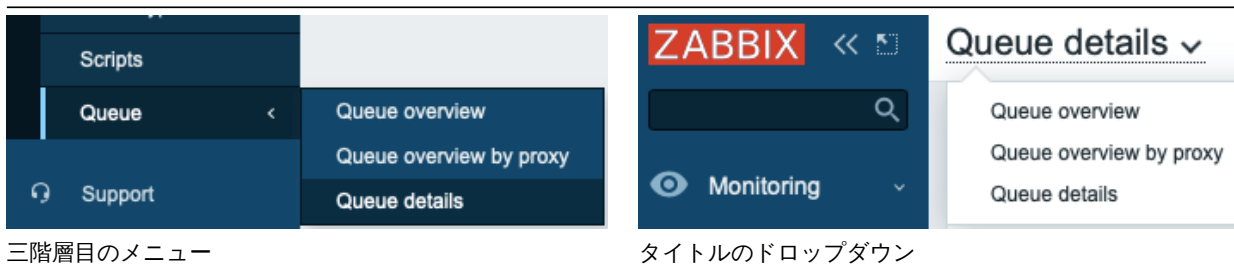 Scripts
Queue
Queue overview
Queue overview by proxy
Queue details
Support
三階層目のメニュー
ZABBIX
Queue details
Queue overview
Queue overview by proxy
Queue details
Monitoring
タイトルのドロップダウン